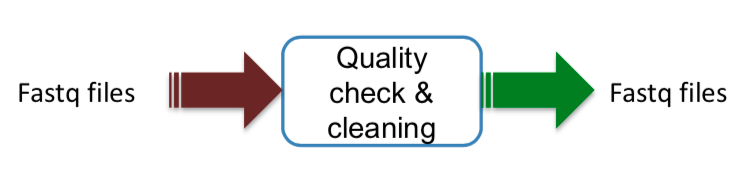 Fastq files
Quality
check &
cleaning
Fastq files